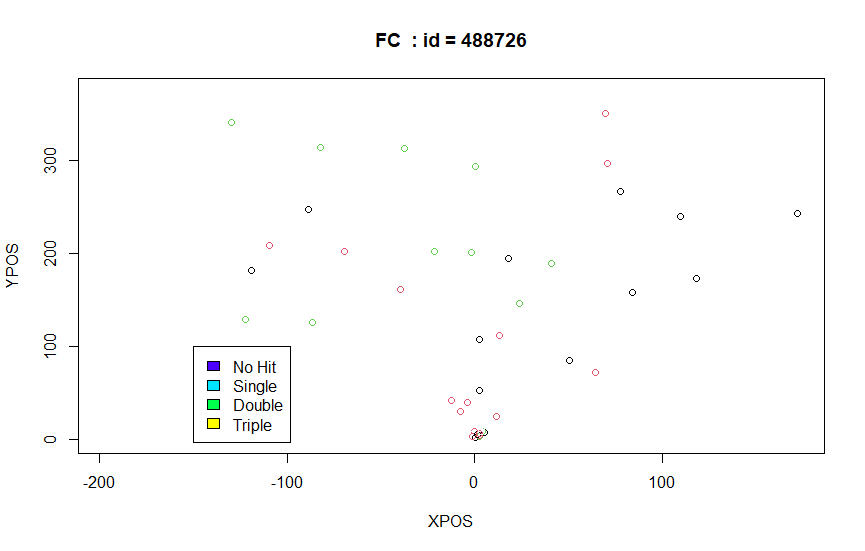 FC : id = 488726
YPOS
300
200
100
0
No Hit
Single
Double
Triple
-200 -100 0 100
XPOS